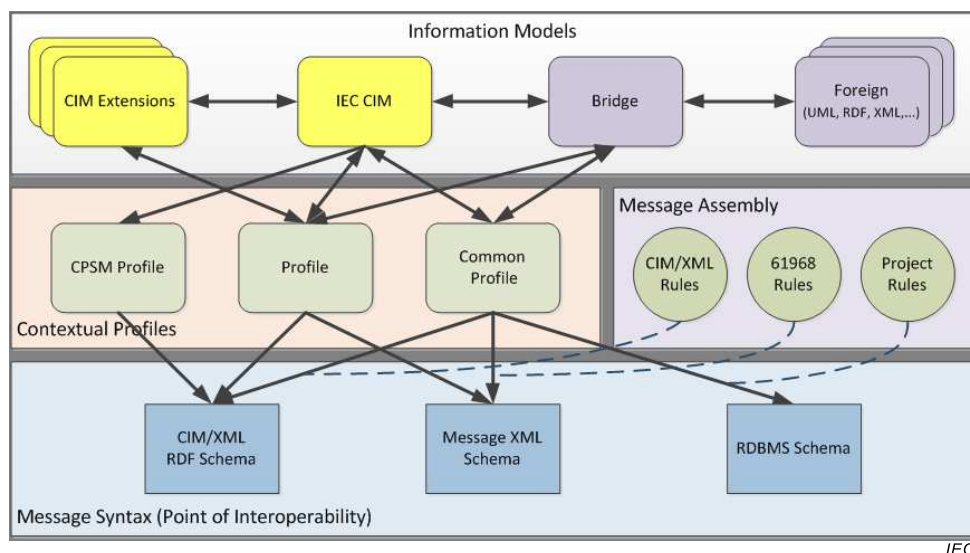 Information Models
CIM Extensions
IEC CIM
Bridge
Foreign
(UML, RDF, XML,...)
Message Assembly
CPSM Profile
Profile
Common
Profile
CIM/XML
Rules
61968
Rules
Project
Rules
Contextual Profiles
CIM/XML
RDF Schema
Message XML
Schema
RDBMS Schema
Message Syntax (Point of Interoperability)
IEC